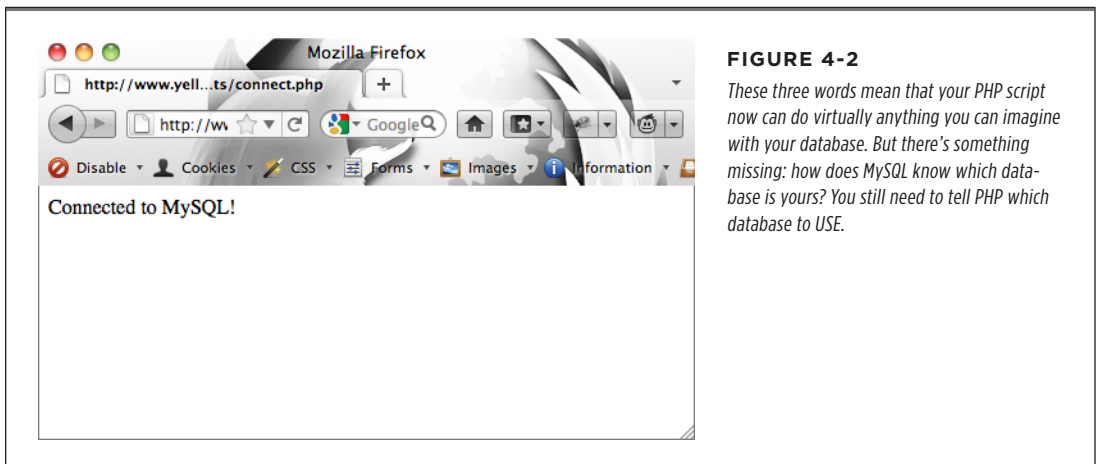 Mozilla Firefox
http://www.yell...ts/connect.php
+
http://ww
Google
Disable Cookies CSS Forms Images Information
Connected to MySQL!
FIGURE 4-2
These three words mean that your PHP script
now can do virtually anything you can imagine
with your database. But there's something
missing: how does MySQL know which data-
base is yours? You still need to tell PHP which
database to USE.